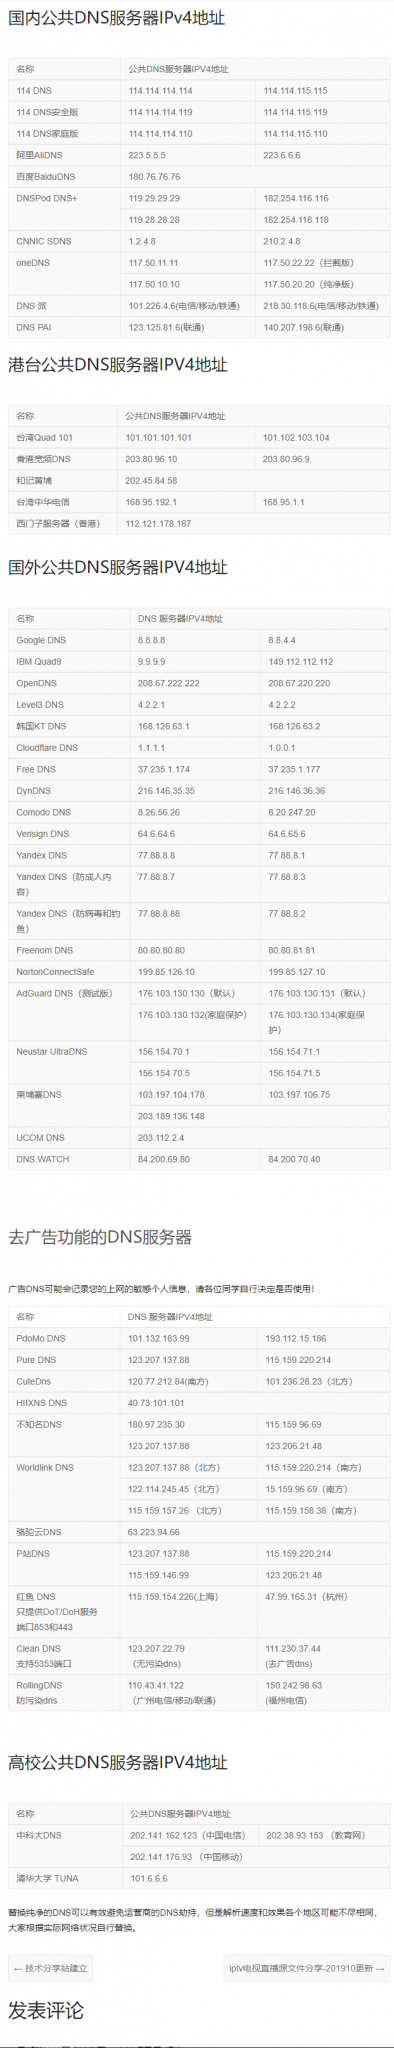 国内公共DNS服务器IPv4地址
名称 公共DNS服务器IPV4地址
114 DNS 114.114.114.114 114.114.115.115
114 DNS安全版 114.114.114.119 114.114.115.119
114 DNS家庭版 114.114.114.110 114.114.115.110
阿里AliDNS 223.5.5.5 223.6.6.6
百度BaiduDNS 180.76.76.76
DNSPod DNS+ 119.29.29.29 182.254.116.116
119.28.28.28 182.254.118.118
CNNIC SDNS 1.2.4.8 210.2.4.8
oneDNS 117.50.11.11 117.50.22.22（拦截版）
117.50.10.10 117.50.20.20（纯净版）
DNS 派 101.226.4.6(电信/移动/铁通) 218.30.118.6(电信/移动/铁通)
DNS PAI 123.125.81.6(联通) 140.207.198.6(联通)
港台公共DNS服务器IPV4地址
名称 公共DNS服务器IPV4地址
台湾Quad 101 101.101.101.101 101.102.103.104
香港宽频DNS 203.80.96.10 203.80.96.9
和记黄埔 202.45.84.58
台湾中华电信 168.95.192.1 168.95.1.1
西门子服务器（香港） 112.121.178.187
国外公共DNS服务器IPV4地址
名称 DNS 服务器IPV4地址
Google DNS 8.8.8.8 8.8.4.4
IBM Quad9 9.9.9.9 149.112.112.112
OpenDNS 208.67.222.222 208.67.220.220
Level3 DNS 4.2.2.1 4.2.2.2
韩国KT DNS 168.126.63.1 168.126.63.2
Cloudflare DNS 1.1.1.1 1.0.0.1
Free DNS 37.235.1.174 37.235.1.177
DynDNS 216.146.35.35 216.146.36.36
Comodo DNS 8.26.56.26 8.20.247.20
Verisign DNS 64.6.64.6 64.6.65.6
Yandex DNS 77.88.8.8 77.88.8.1
Yandex DNS（防成人内 77.88.8.7 77.88.8.3
容）
Yandex DNS（防病毒和钓 77.88.8.88 77.88.8.2
鱼）
Freenom DNS 80.80.80.80 80.80.81.81
NortonConnectSafe 199.85.126.10 199.85.127.10
AdGuard DNS（测试版） 176.103.130.130（默认） 176.103.130.131（默认）
176.103.130.132(家庭保护） 176.103.130.134(家庭保
护）
Neustar UltraDNS 156.154.70.1 156.154.71.1
156.154.70.5 156.154.71.5
柬埔寨DNS 103.197.104.178 103.197.106.75
203.189.136.148
UCOM DNS 203.112.2.4
DNS.WATCH 84.200.69.80 84.200.70.40
去广告功能的DNS服务器
广告DNS可能会记录您的上网的敏感个人信息，请各位同学自行决定是否使用！
名称 DNS 服务器IPV4地址
PdoMo DNS 101.132.183.99 193.112.15.186
Pure DNS 123.207.137.88 115.159.220.214
CuteDns 120.77.212.84(南方) 101.236.28.23（北方）
HIIXNS DNS 40.73.101.101
不知名DNS 180.97.235.30 115.159.96.69
123.207.137.88 123.206.21.48
Worldlink DNS 123.207.137.88（北方） 115.159.220.214（南方）
122.114.245.45（北方） 15.159.96.69（南方）
115.159.157.26 （北方） 115.159.158.38（南方）
骆驼云DNS 63.223.94.66
P站DNS 123.207.137.88 115.159.220.214
115.159.146.99 123.206.21.48
红鱼 DNS 115.159.154.226(上海） 47.99.165.31（杭州）
只提供DoT/DoH服务
端口853和443
Clean DNS 123.207.22.79 111.230.37.44
支持5353端口 （无污染dns） (去广告dns)
RollingDNS 110.43.41.122 150.242.98.63
防污染dns （广州电信/移动/联通） (福州电信)
高校公共DNS服务器IPV4地址
名称 公共DNS服务器IPV4地址
中科大DNS 202.141.162.123（中国电信） 202.38.93.153 （教育网）
202.141.176.93 （中国移动）
清华大学 TUNA 101.6.6.6
替换纯净的DNS可以有效避免运营商的DNS劫持，但是解析速度和效果各个地区可能不尽相同，
大家根据实际网络状况自行替换。
← 技术分享站建立 iptv电视直播源文件分享-201910更新 →
发表评论